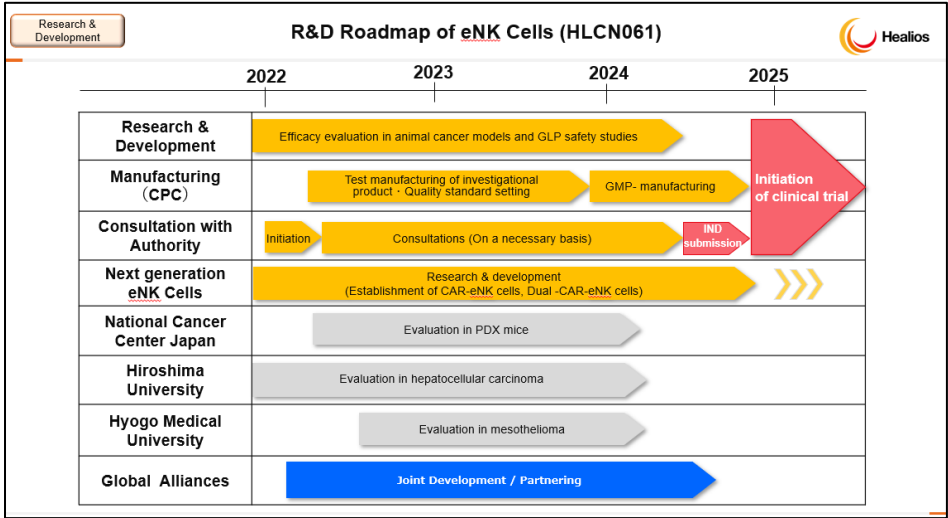 Research &
Development
R&D Roadmap of eNK Cells (HLCN061)
Healios
2022
2023
2024
2025
Research &
Development
Efficacy evaluation in animal cancer models and GLP safety studies
Initiation
of clinical trial
Manufacturing
（CPC）
Test manufacturing of investigational
product・Quality standard setting
GMP- manufacturing
Consultation with
Authority
Initiation
Consultations (On a necessary basis)
IND
submission
Next generation
eNK Cells
Research & development
(Establishment of CAR-eNK cells, Dual -CAR-eNK cells)
National Cancer
Center Japan
Evaluation in PDX mice
Hiroshima
University
Evaluation in hepatocellular carcinoma
Hyogo Medical
University
Evaluation in mesothelioma
Global Alliances
Joint Development / Partnering